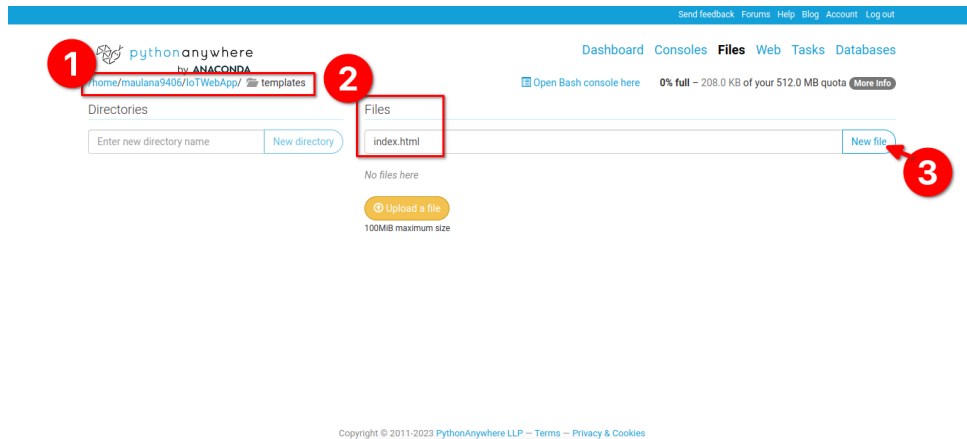 Send feedback Forums Help Blog Account Log out
1
pythonanywhere
by ANACONDA
Dashboard Consoles Files Web Tasks Databases
2
/home/maulana9406/IoTWebApp/ templates
Open Bash console here 0% full – 208.0 KB of your 512.0 MB quota More Info
Directories
Files
Enter new directory name New directory
index.html New file
3
No files here
Upload a file
100MiB maximum size
Copyright © 2011-2023 PythonAnywhere LLP — Terms — Privacy & Cookies